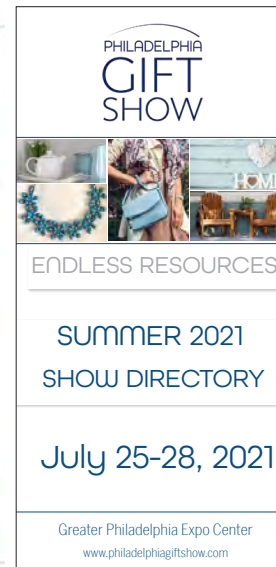 PHILADELPHIA
GIFT
SHOW
HOME
ENDLESS RESOURCES
SUMMER 2021
SHOW DIRECTORY
July 25-28, 2021
Greater Philadelphia Expo Center
www.philadelphiagiftshow.com